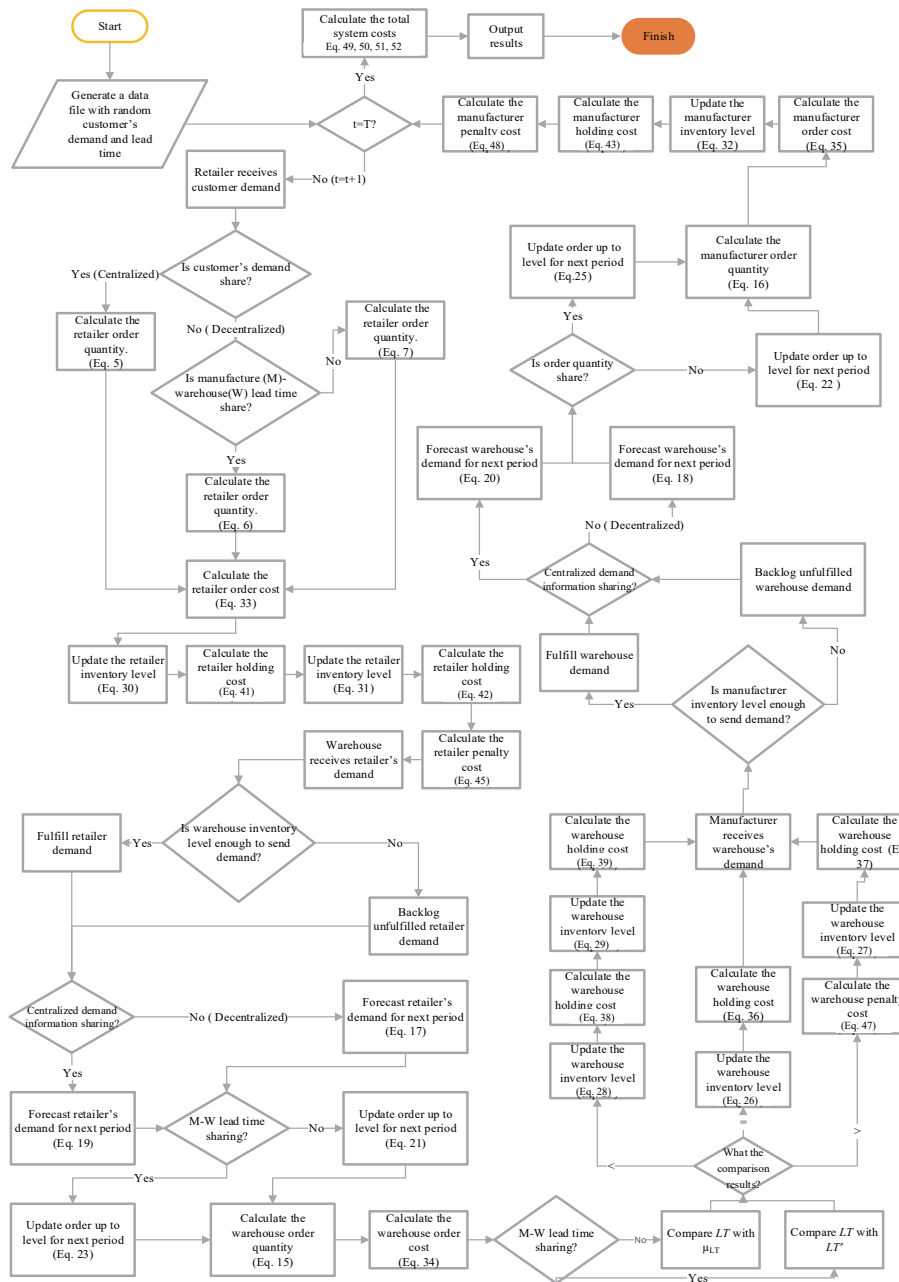 Start
Calculate the total
system costs
Eq. 49, 50, 51, 52
Output
results
Finish
Yes
Generate a data
file with random
customer's
demand and lead
time
t=T?
Calculate the
manufacturer
penalty cost
(Eq. 48)
Calculate the
manufacturer
holding cost
(Eq. 43)
Update the
manufacturer
inventory level
(Eq. 32)
Calculate the
manufacturer
order cost
(Eq. 35)
No (t=t+1)
Retailer receives
customer demand
Is customer's demand
share?
Yes (Centralized)
Calculate the
retailer order
quantity.
(Eq. 5)
No ( Decentralized)
Calculate the
retailer order
quantity.
(Eq. 7)
No
Is manufacture (M)-
warehouse(W) lead time
share?
Yes
Calculate the
retailer order
quantity.
(Eq. 6)
Calculate the
retailer order cost
(Eq. 33)
Update order up to
level for next period
(Eq.25)
Calculate the
manufacturer order
quantity
(Eq. 16)
Yes
Is order quantity
share?
No
Update order up to
level for next period
(Eq. 22 )
Forecast warehouse's
demand for next period
(Eq. 20)
Forecast warehouse's
demand for next period
(Eq. 18)
No ( Decentralized)
Yes
Centralized demand
information sharing?
Backlog unfulfilled
warehouse demand
Fulfill warehouse
demand
No
Yes
Is manufacturer
inventory level enough
to send demand?
Update the retailer
inventory level
(Eq. 30)
Calculate the
retailer holding
cost
(Eq. 41)
Update the retailer
inventory level
(Eq. 31)
Calculate the
retailer holding
cost
(Eq. 42)
Calculate the
retailer penalty
cost
(Eq. 45)
Warehouse
receives retailer's
demand
Is warehouse inventory
level enough to send
demand?
Yes
Fulfill retailer
demand
No
Backlog
unfulfilled retailer
demand
Centralized demand
information sharing?
No ( Decentralized)
Forecast retailer's
demand for next period
(Eq. 17)
Yes
Forecast retailer's
demand for next period
(Eq. 19)
M-W lead time
sharing?
No
Update order up to
level for next period
(Eq. 21)
Yes
Update order up to
level for next period
(Eq. 23)
Calculate the
warehouse order
quantity
(Eq. 15)
Calculate the
warehouse order
cost
(Eq. 34)
M-W lead time
sharing?
No
Compare LT with
μLT
Compare LT with
LT'
Yes
What the
comparison
results?
<
=
>
Update the
warehouse
inventory level
(Eq. 28)
Calculate the
warehouse
holding cost
(Eq. 38)
Update the
warehouse
inventory level
(Eq. 29)
Calculate the
warehouse
holding cost
(Eq. 39)
Update the
warehouse
inventory level
(Eq. 26)
Calculate the
warehouse
holding cost
(Eq. 36)
Manufacturer
receives
warehouse's
demand
Calculate the
warehouse penalty
cost
(Eq. 47)
Update the
warehouse
inventory level
(Eq. 27)
Calculate the
warehouse
holding cost (E
37)